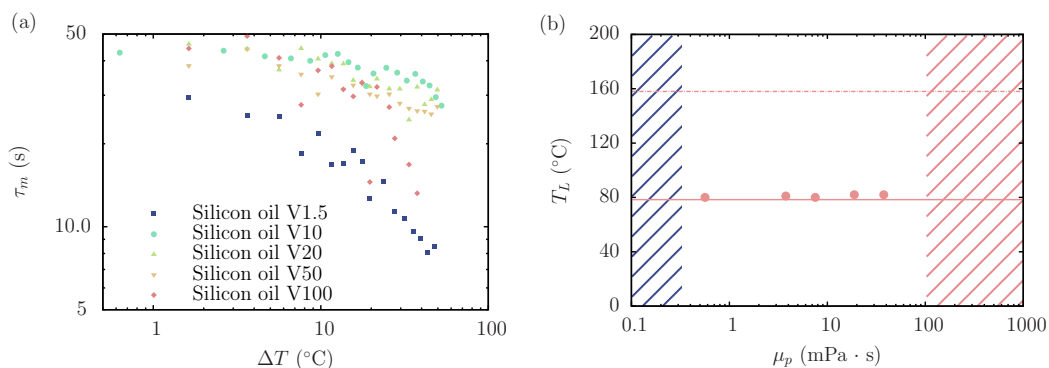 (a)
50
10.0
5
τm (s)
1
10
100
ΔT (°C)
Silicon oil V1.5
Silicon oil V10
Silicon oil V20
Silicon oil V50
Silicon oil V100
(b)
200
160
120
80
40
0
TL (°C)
0.1
1
10
100
1000
μp (mPa · s)